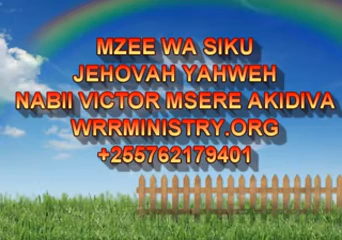 MZEE WA SIKU
JEHOVAH YAHWEH
NABII VICTOR MSERE AKIDIVA
WRRMINISTRY.ORG
+255762179401